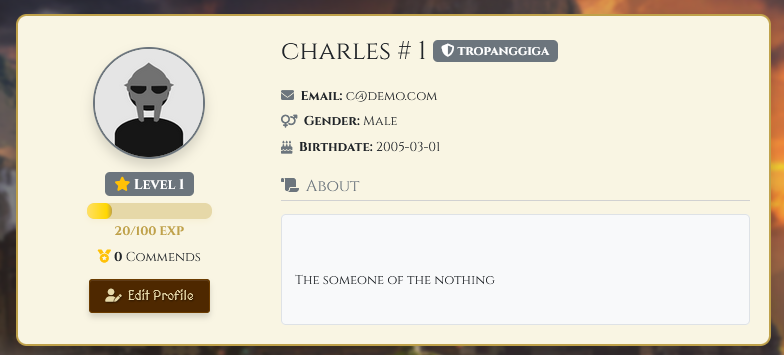 CHARLES # 1 TROPANGGIGA
Email: c@demo.com
Gender: Male
Birthdate: 2005-03-01
Level 1
20/100 EXP
0 Commends
Edit Profile
About
The someone of the nothing